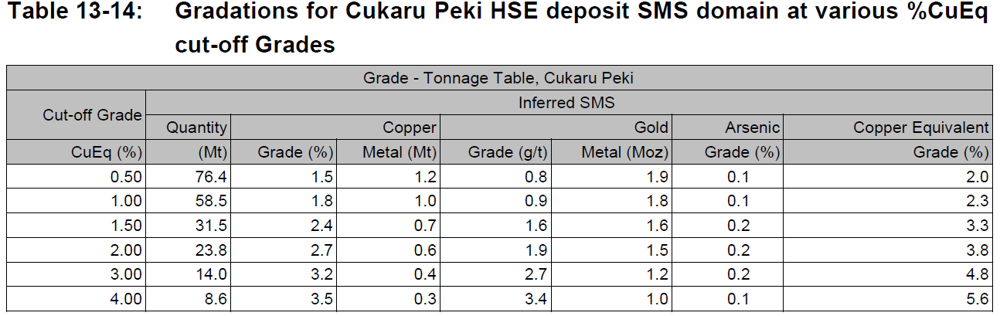 Table 13-14: Gradations for Cukaru Peki HSE deposit SMS domain at various %CuEq
cut-off Grades
Grade - Tonnage Table, Cukaru Peki
Cut-off Grade Inferred SMS
Quantity Copper Gold Arsenic Copper Equivalent
CuEq (%) (Mt) Grade (%) Metal (Mt) Grade (g/t) Metal (Moz) Grade (%) Grade (%)
0.50 76.4 1.5 1.2 0.8 1.9 0.1 2.0
1.00 58.5 1.8 1.0 0.9 1.8 0.1 2.3
1.50 31.5 2.4 0.7 1.6 1.6 0.2 3.3
2.00 23.8 2.7 0.6 1.9 1.5 0.2 3.8
3.00 14.0 3.2 0.4 2.7 1.2 0.2 4.8
4.00 8.6 3.5 0.3 3.4 1.0 0.1 5.6